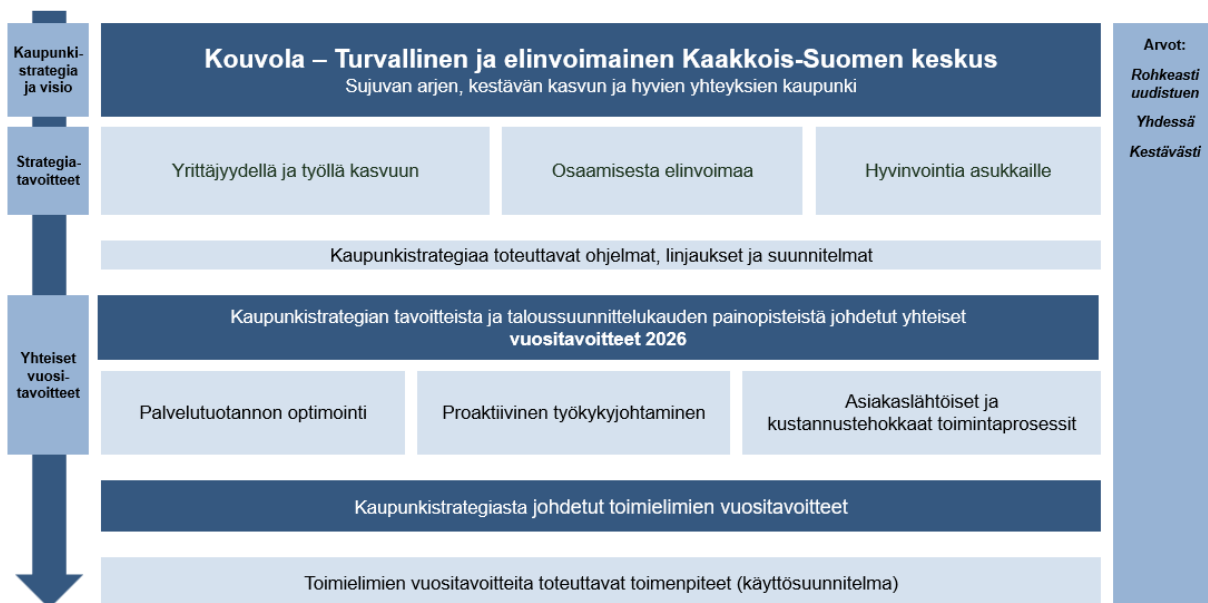 Kaupunki-
strategia
ja visio
Kouvola – Turvallinen ja elinvoimainen Kaakkois-Suomen keskus
Sujuvan arjen, kestävän kasvun ja hyvien yhteyksien kaupunki
Arvot:
Rohkeasti
uudistuen
Yhdessä
Kestävästi
Strategia-
tavoitteet
Yrittäjyydellä ja työllä kasvuun
Osaamisesta elinvoimaa
Hyvinvointia asukkaille
Kaupunkistrategiaa toteuttavat ohjelmat, linjaukset ja suunnitelmat
Yhteiset
vuosi-
tavoitteet
Kaupunkistrategian tavoitteista ja taloussuunnittelukauden painopisteistä johdetut yhteiset
vuositavoitteet 2026
Palvelutuotannon optimointi
Proaktiivinen työkykyjohtaminen
Asiakaslähtöiset ja
kustannustehokkaat toimintaprosessit
Kaupunkistrategiasta johdetut toimielimien vuositavoitteet
Toimielimien vuositavoitteita toteuttavat toimenpiteet (käyttösuunnitelma)